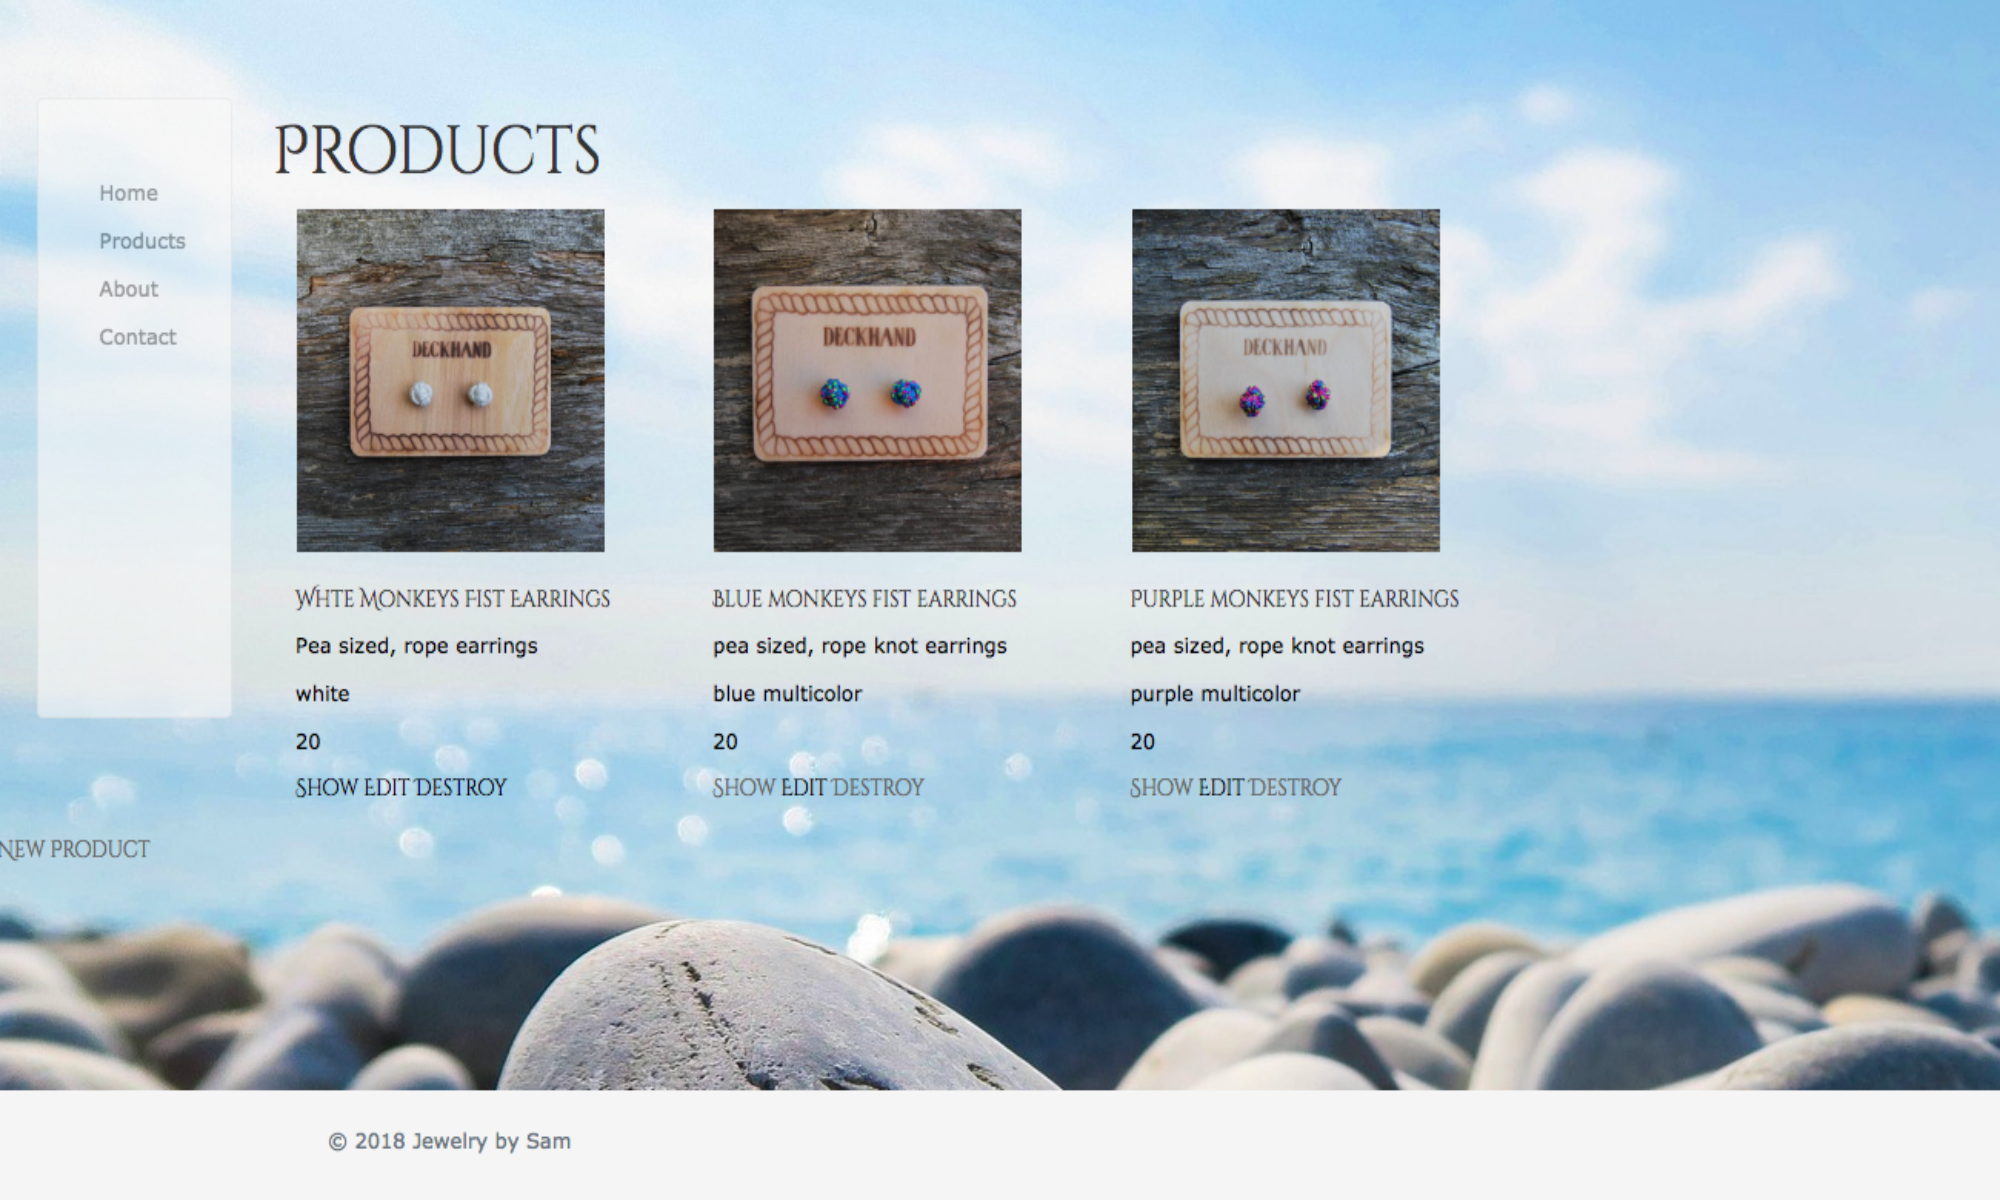 PRODUCTS
Home
Products
About
Contact
DECKHAND
DECKHAND
DECKHAND
WHTE MONKEYS FIST EARRINGS
Pea sized, rope earrings
white
20
SHOW EDIT DESTROY
BLUE MONKEYS FIST EARRINGS
pea sized, rope knot earrings
blue multicolor
20
SHOW EDIT DESTROY
PURPLE MONKEYS FIST EARRINGS
pea sized, rope knot earrings
purple multicolor
20
SHOW EDIT DESTROY
NEW PRODUCT
© 2018 Jewelry by Sam